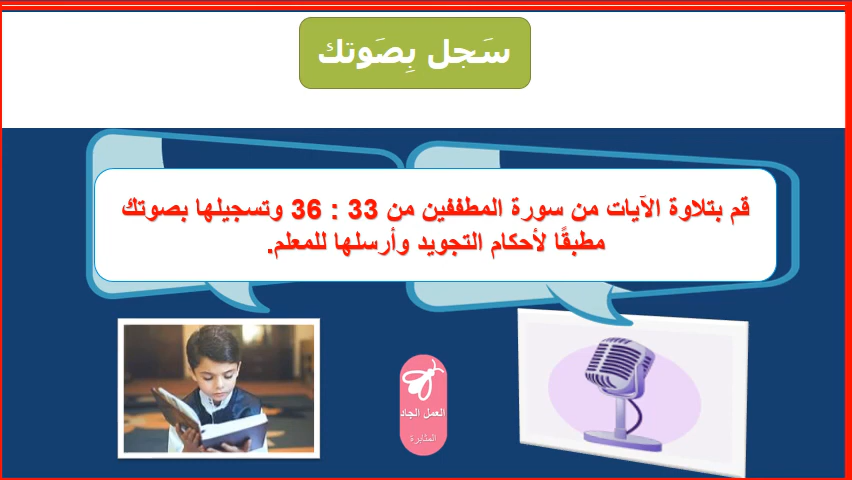 سَجل بِصَوتك
قم بتلاوة الآيات من سورة المطففين من 33 : 36 وتسجيلها بصوتك
مطبقًا لأحكام التجويد وأرسلها للمعلم.
العمل الجاد
المثابرة